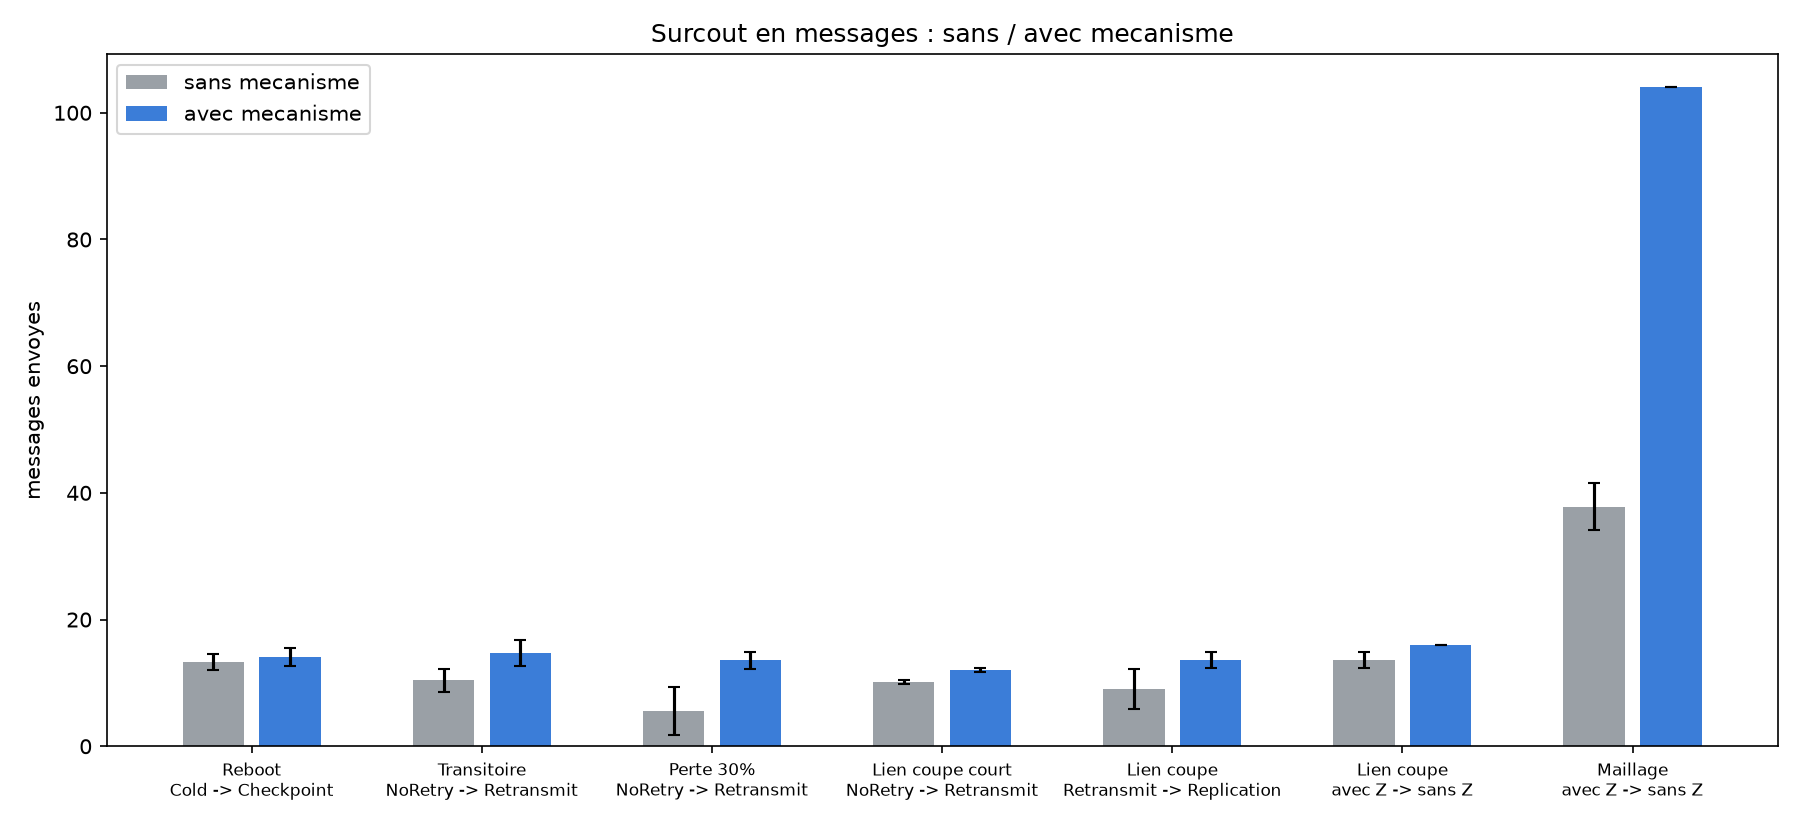 Surcout en messages : sans / avec mecanisme
sans mecanisme
avec mecanisme
messages envoyes
100
80
60
40
20
0
Reboot
Cold -> Checkpoint
Transitoire
NoRetry -> Retransmit
Perte 30%
NoRetry -> Retransmit
Lien coupe court
NoRetry -> Retransmit
Lien coupe
Retransmit -> Replication
Lien coupe
avec Z -> sans Z
Maillage
avec Z -> sans Z